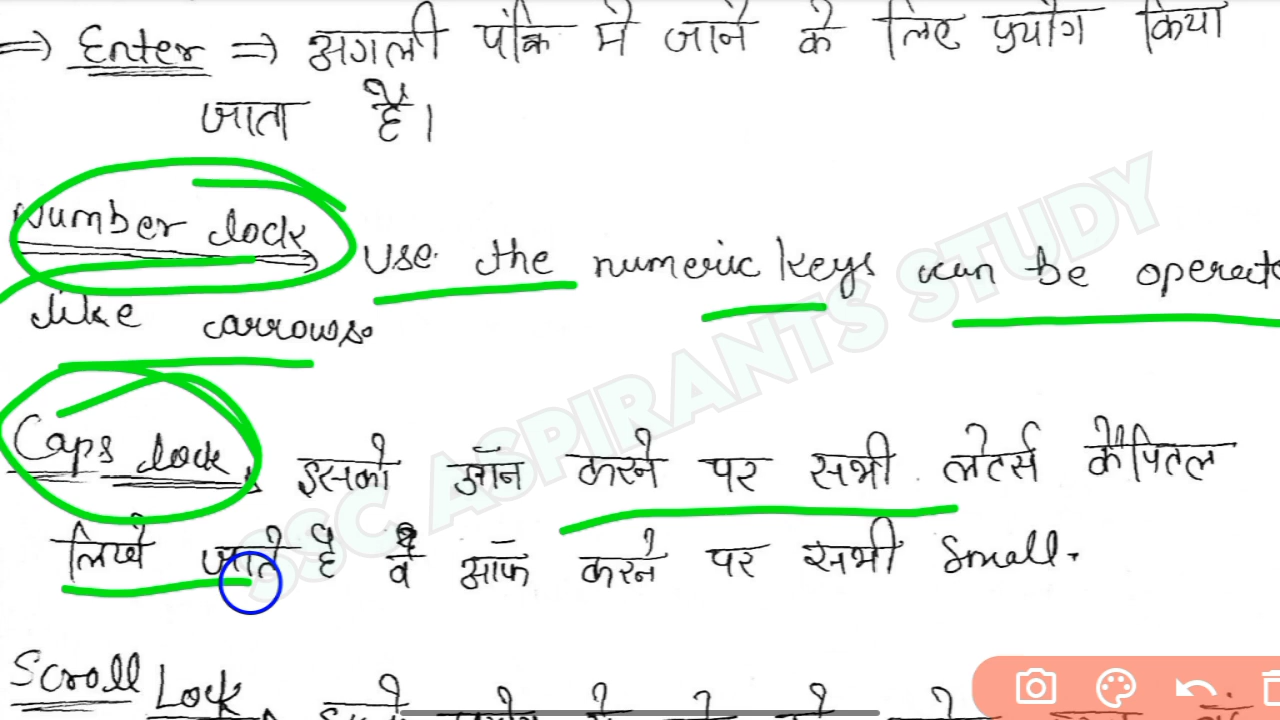 ⇒ Enter ⇒ अगली पंक्ति में जाने के लिए प्रयोग किया
जाता है।
Number lock use the numeric keys can be operate
like arrows.
Caps lock, इसको ऑन करने पर सभी लेटर्स कैपितल
लिखे जाते है व ऑफ करने पर सभी Small.
Scroll Lock
SSC ASPIRANTS STUDY